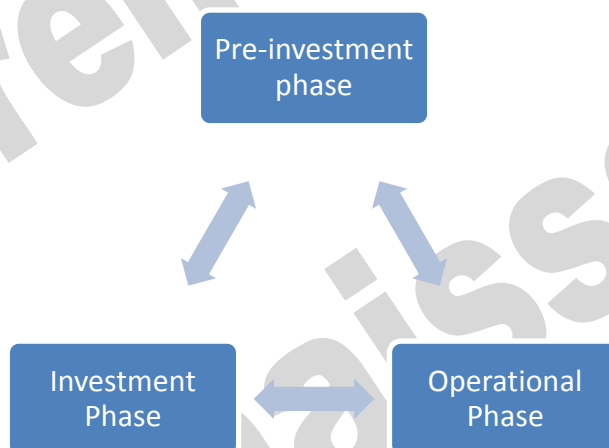 Pre-investment
phase
Investment
Phase
Operational
Phase